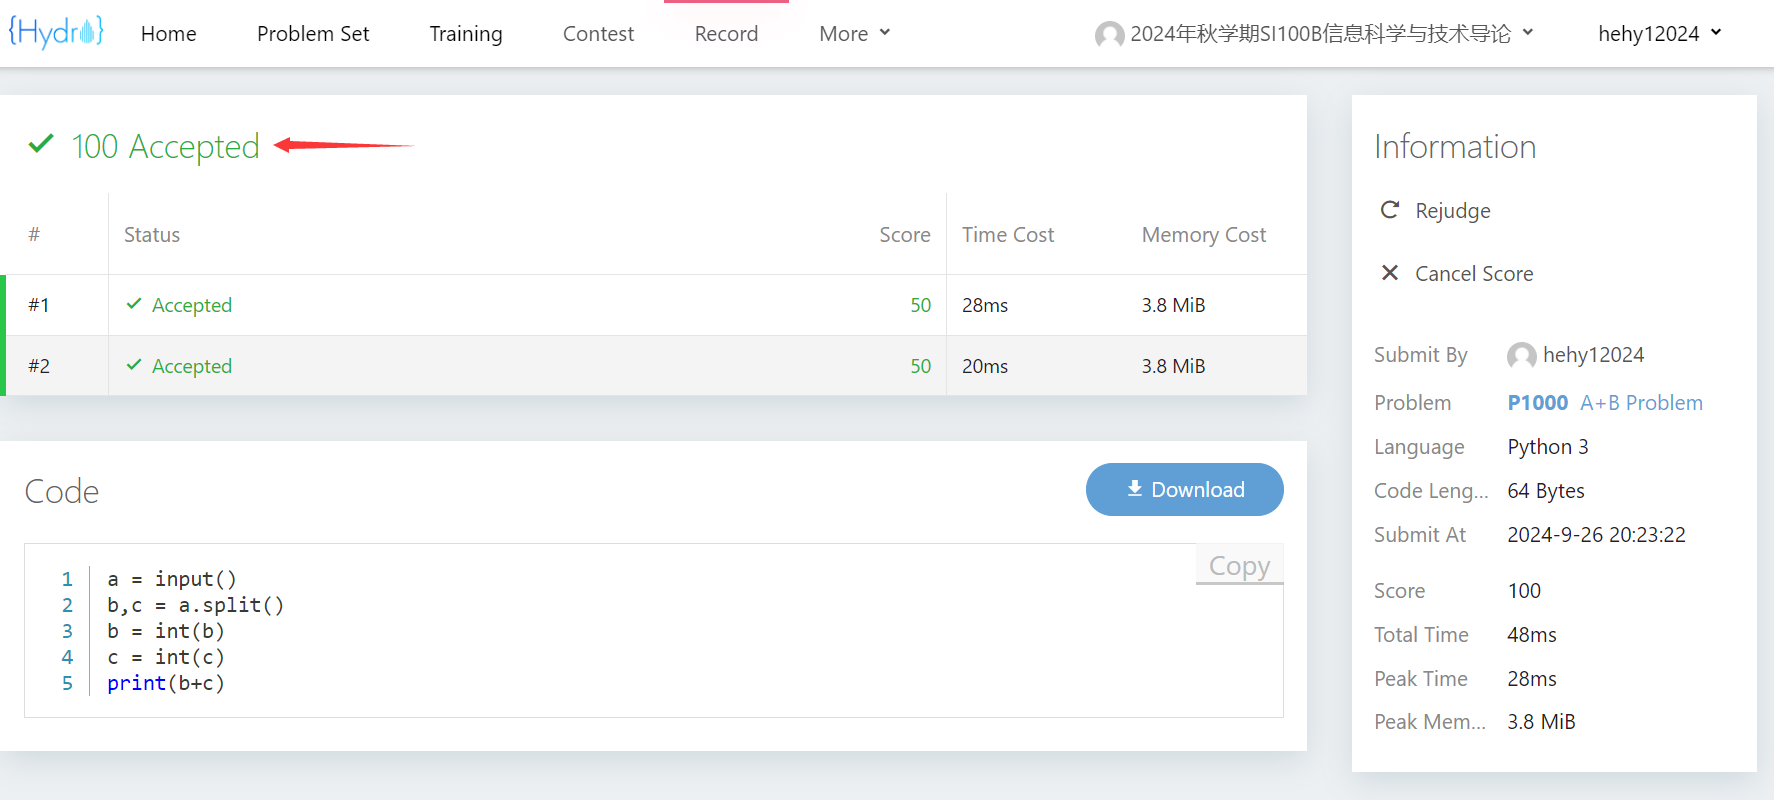 {Hydro} Home Problem Set Training Contest Record More 2024年秋学期SI100B信息科学与技术导论 hehy12024
100 Accepted
# Status Score Time Cost Memory Cost
#1 Accepted 50 28ms 3.8 MiB
#2 Accepted 50 20ms 3.8 MiB
Code
Download
Copy
1 a = input()
2 b,c = a.split()
3 b = int(b)
4 c = int(c)
5 print(b+c)
Information
Rejudge
Cancel Score
Submit By hehy12024
Problem P1000 A+B Problem
Language Python 3
Code Leng... 64 Bytes
Submit At 2024-9-26 20:23:22
Score 100
Total Time 48ms
Peak Time 28ms
Peak Mem... 3.8 MiB